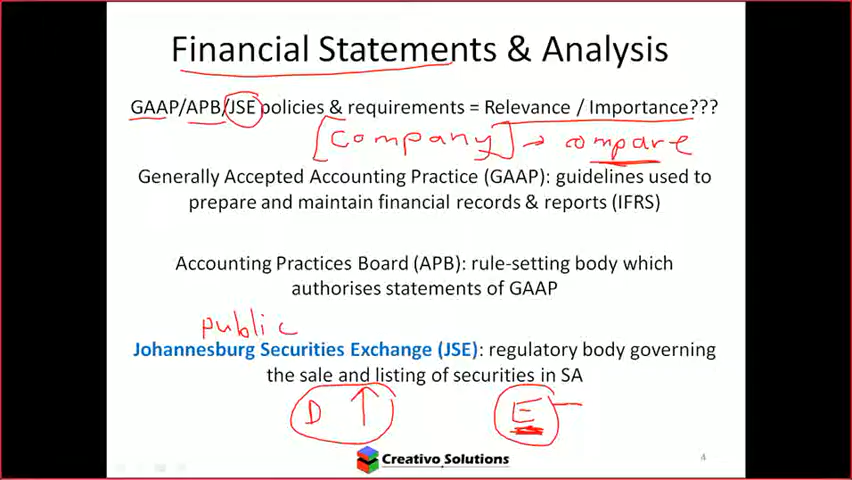 Financial Statements & Analysis
GAAP/APB/JSE policies & requirements = Relevance / Importance???
[Company] → compare
Generally Accepted Accounting Practice (GAAP): guidelines used to
prepare and maintain financial records & reports (IFRS)
Accounting Practices Board (APB): rule-setting body which
authorises statements of GAAP
public
Johannesburg Securities Exchange (JSE): regulatory body governing
the sale and listing of securities in SA
D ↑ E –
Creativo Solutions
4